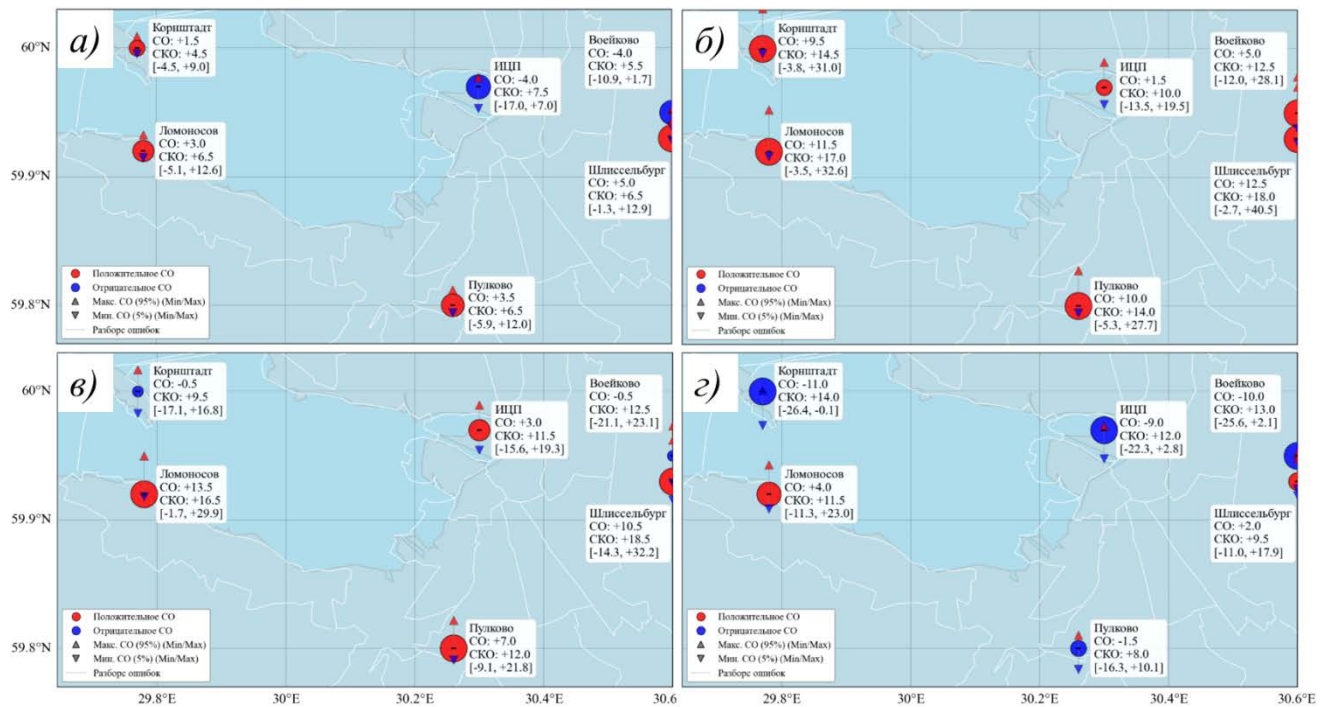 а)
60°N
59.9°N
59.8°N
Корнштадт
СО: +1.5
СКО: +4.5
[-4.5, +9.0]
Ломоносов
СО: +3.0
СКО: +6.5
[-5.1, +12.6]
ИЦП
СО: -4.0
СКО: +7.5
[-17.0, +7.0]
Воейково
СО: -4.0
СКО: +5.5
[-10.9, +1.7]
Шлиссельбург
СО: +5.0
СКО: +6.5
[-1.3, +12.9]
Пулково
СО: +3.5
СКО: +6.5
[-5.9, +12.0]
Положительное СО
Отрицательное СО
Макс. СО (95%) (Min/Max)
Мин. СО (5%) (Min/Max)
Разборс ошибок
б)
Корнштадт
СО: +9.5
СКО: +14.5
[-3.8, +31.0]
Ломоносов
СО: +11.5
СКО: +17.0
[-3.5, +32.6]
ИЦП
СО: +1.5
СКО: +10.0
[-13.5, +19.5]
Воейково
СО: +5.0
СКО: +12.5
[-12.0, +28.1]
Шлиссельбург
СО: +12.5
СКО: +18.0
[-2.7, +40.5]
Пулково
СО: +10.0
СКО: +14.0
[-5.3, +27.7]
Положительное СО
Отрицательное СО
Макс. СО (95%) (Min/Max)
Мин. СО (5%) (Min/Max)
Разборс ошибок
в)
60°N
59.9°N
59.8°N
Корнштадт
СО: -0.5
СКО: +9.5
[-17.1, +16.8]
Ломоносов
СО: +13.5
СКО: +16.5
[-1.7, +29.9]
ИЦП
СО: +3.0
СКО: +11.5
[-15.6, +19.3]
Воейково
СО: -0.5
СКО: +12.5
[-21.1, +23.1]
Шлиссельбург
СО: +10.5
СКО: +18.5
[-14.3, +32.2]
Пулково
СО: +7.0
СКО: +12.0
[-9.1, +21.8]
Положительное СО
Отрицательное СО
Макс. СО (95%) (Min/Max)
Мин. СО (5%) (Min/Max)
Разборс ошибок
29.8°E 30°E 30.2°E 30.4°E 30.6°E
г)
Корнштадт
СО: -11.0
СКО: +14.0
[-26.4, -0.1]
Ломоносов
СО: +4.0
СКО: +11.5
[-11.3, +23.0]
ИЦП
СО: -9.0
СКО: +12.0
[-22.3, +2.8]
Воейково
СО: -10.0
СКО: +13.0
[-25.6, +2.1]
Шлиссельбург
СО: +2.0
СКО: +9.5
[-11.0, +17.9]
Пулково
СО: -1.5
СКО: +8.0
[-16.3, +10.1]
Положительное СО
Отрицательное СО
Макс. СО (95%) (Min/Max)
Мин. СО (5%) (Min/Max)
Разборс ошибок
29.8°E 30°E 30.2°E 30.4°E 30.6°E